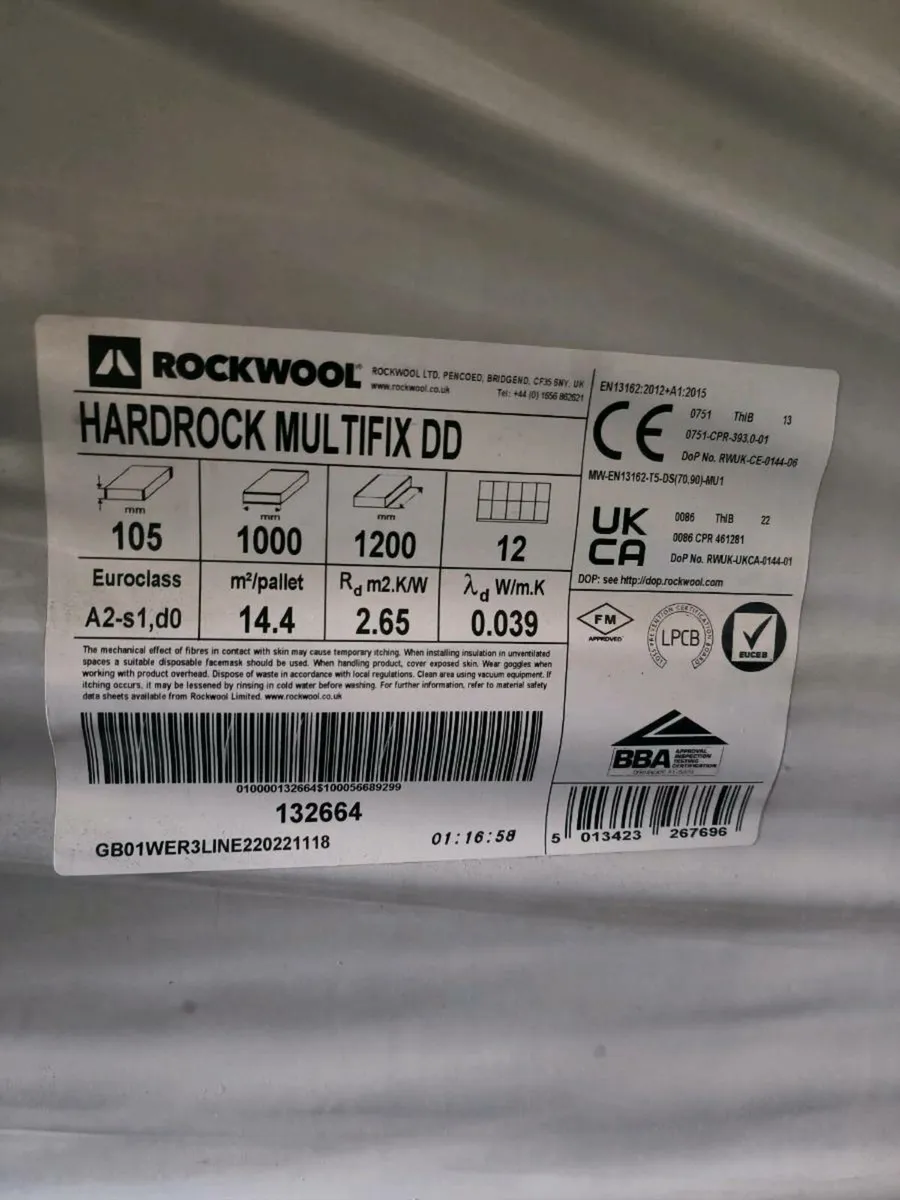 ROCKWOOL®
ROCKWOOL LTD, PENCOED, BRIDGEND, CF35 6NY, UK
www.rockwool.co.uk Tel: +44 (0) 1656 862621
HARDROCK MULTIFIX DD
mm mm mm
105 1000 1200 12
Euroclass m²/pallet Rd m2.K/W λd W/m.K
A2-s1,d0 14.4 2.65 0.039
The mechanical effect of fibres in contact with skin may cause temporary itching. When installing insulation in unventilated
spaces a suitable disposable facemask should be used. When handling product, cover exposed skin. Wear goggles when
working with product overhead. Dispose of waste in accordance with local regulations. Clean area using vacuum equipment. If
itching occurs, it may be lessened by rinsing in cold water before washing. For further information, refer to material safety
data sheets available from Rockwool Limited. www.rockwool.co.uk
010000132664$100056689299
132664
GB01WER3LINE220221118 01:16:58
EN13162:2012+A1:2015
CE
0751 ThIB 13
0751-CPR-393.0-01
DoP No. RWUK-CE-0144-06
MW-EN13162-T5-DS(70,90)-MU1
UK
CA
0086 ThIB 22
0086 CPR 461281
DoP No. RWUK-UKCA-0144-01
DOP: see http://dop.rockwool.com
FM
APPROVED
LOSS PREVENTION CERTIFICATION BOARD
LPCB
EUCEB
BBA
APPROVAL
INSPECTION
TESTING
CERTIFICATION
5 013423 267696